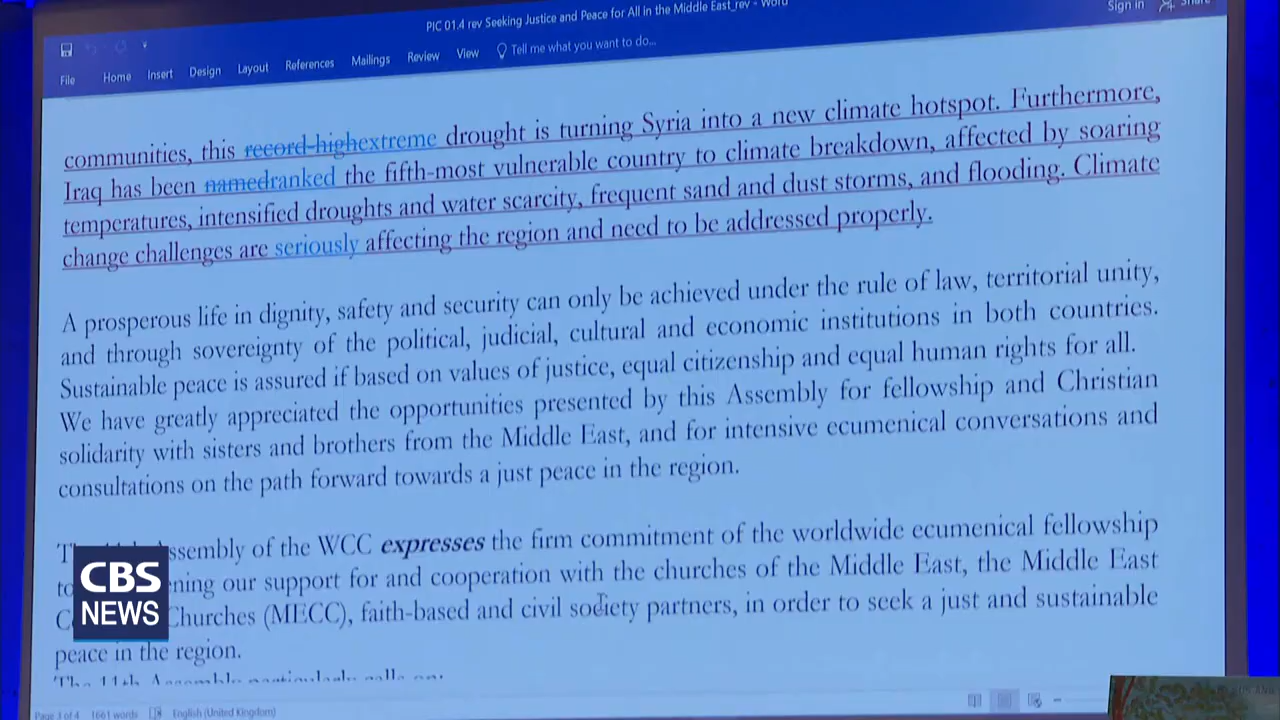 PIC 01.4 rev Seeking Justice and Peace for All in the Middle East_rev - Word
Sign in Share
File Home Insert Design Layout References Mailings Review View Tell me what you want to do...
communities, this record-highextreme drought is turning Syria into a new climate hotspot. Furthermore,
Iraq has been namedranked the fifth-most vulnerable country to climate breakdown, affected by soaring
temperatures, intensified droughts and water scarcity, frequent sand and dust storms, and flooding. Climate
change challenges are seriously affecting the region and need to be addressed properly.
A prosperous life in dignity, safety and security can only be achieved under the rule of law, territorial unity,
and through sovereignty of the political, judicial, cultural and economic institutions in both countries.
Sustainable peace is assured if based on values of justice, equal citizenship and equal human rights for all.
We have greatly appreciated the opportunities presented by this Assembly for fellowship and Christian
solidarity with sisters and brothers from the Middle East, and for intensive ecumenical conversations and
consultations on the path forward towards a just peace in the region.
ssembly of the WCC expresses the firm commitment of the worldwide ecumenical fellowship
to ening our support for and cooperation with the churches of the Middle East, the Middle East
Churches (MECC), faith-based and civil society partners, in order to seek a just and sustainable
peace in the region.
CBS
NEWS
Page 3 of 4 1661 words English (United Kingdom)